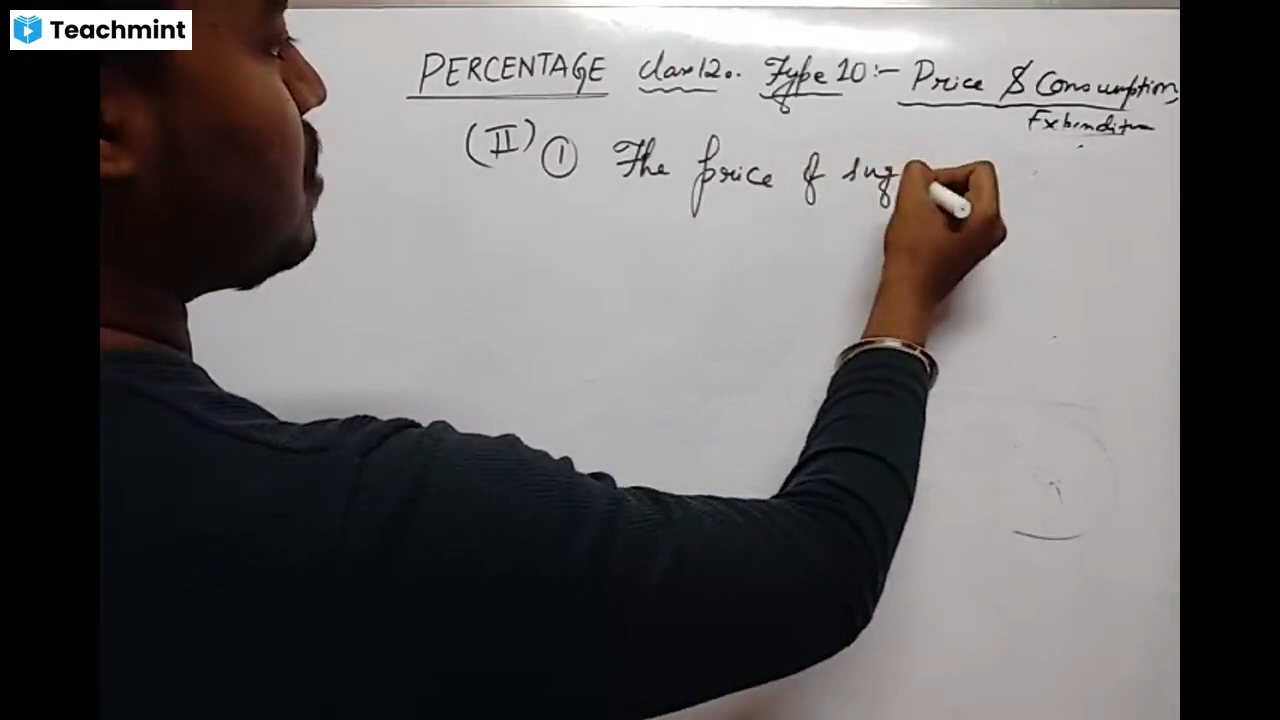 Teachmint
PERCENTAGE Class 12. Type 10:- Price & Consumption,
Expenditure
(II) ① The price of sug